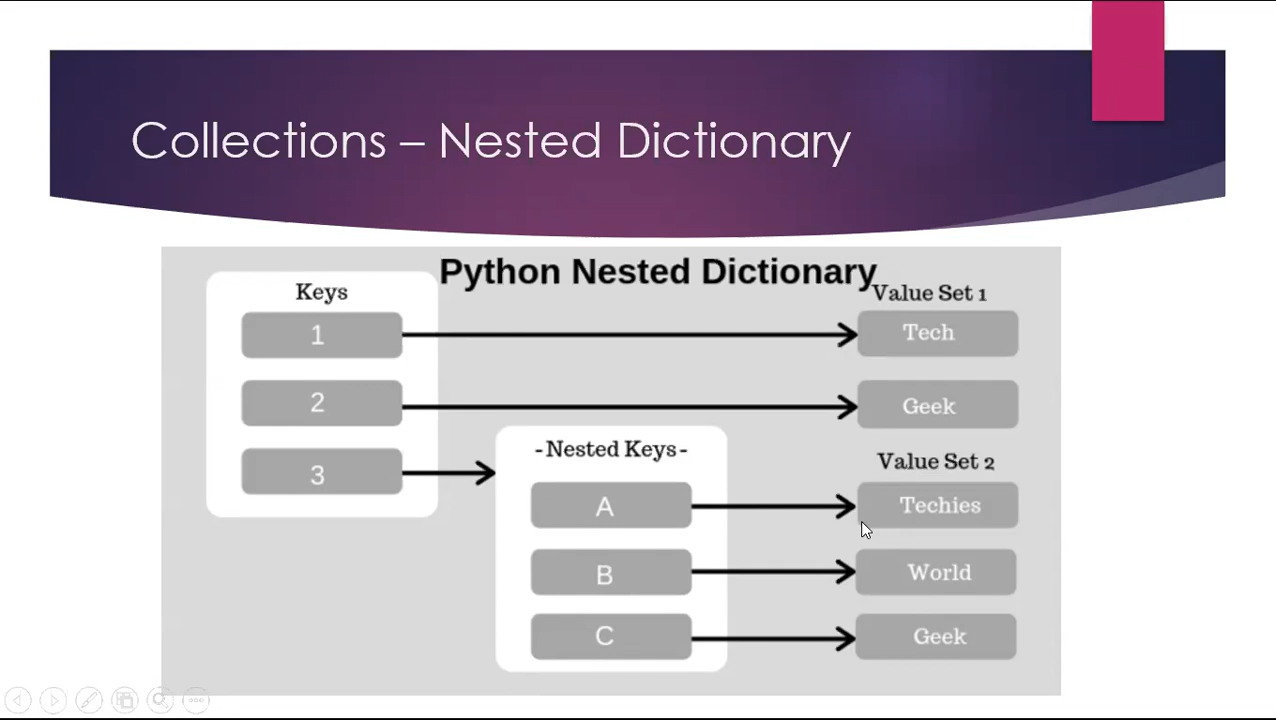 Collections – Nested Dictionary
Python Nested Dictionary
Keys
Value Set 1
1
Tech
2
Geek
3
-Nested Keys-
Value Set 2
A
Techies
B
World
C
Geek